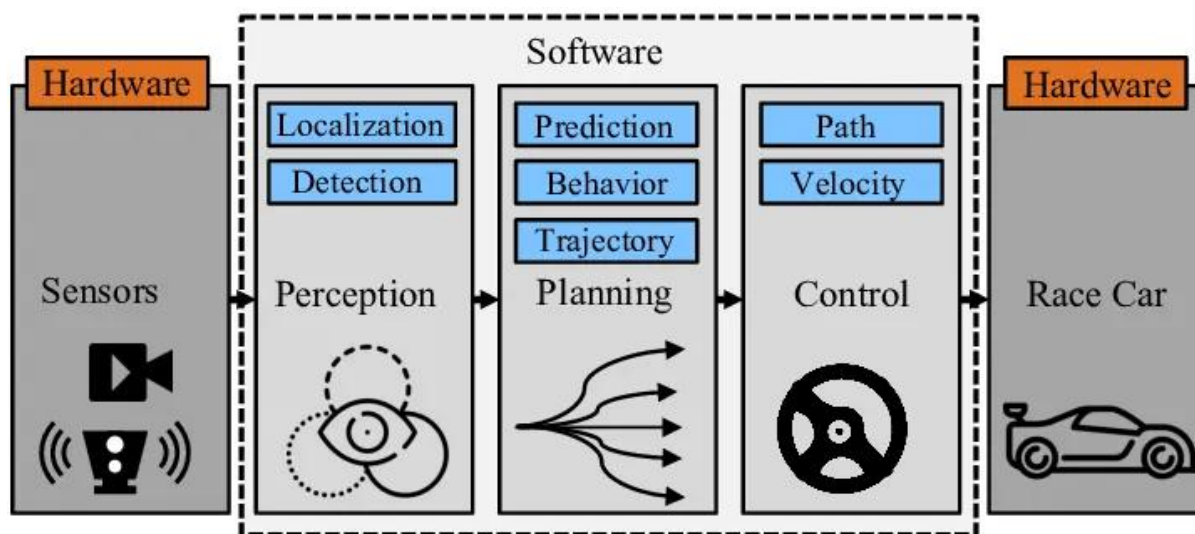 Software
Hardware
Sensors
Localization
Detection
Perception
Prediction
Behavior
Trajectory
Planning
Path
Velocity
Control
Hardware
Race Car